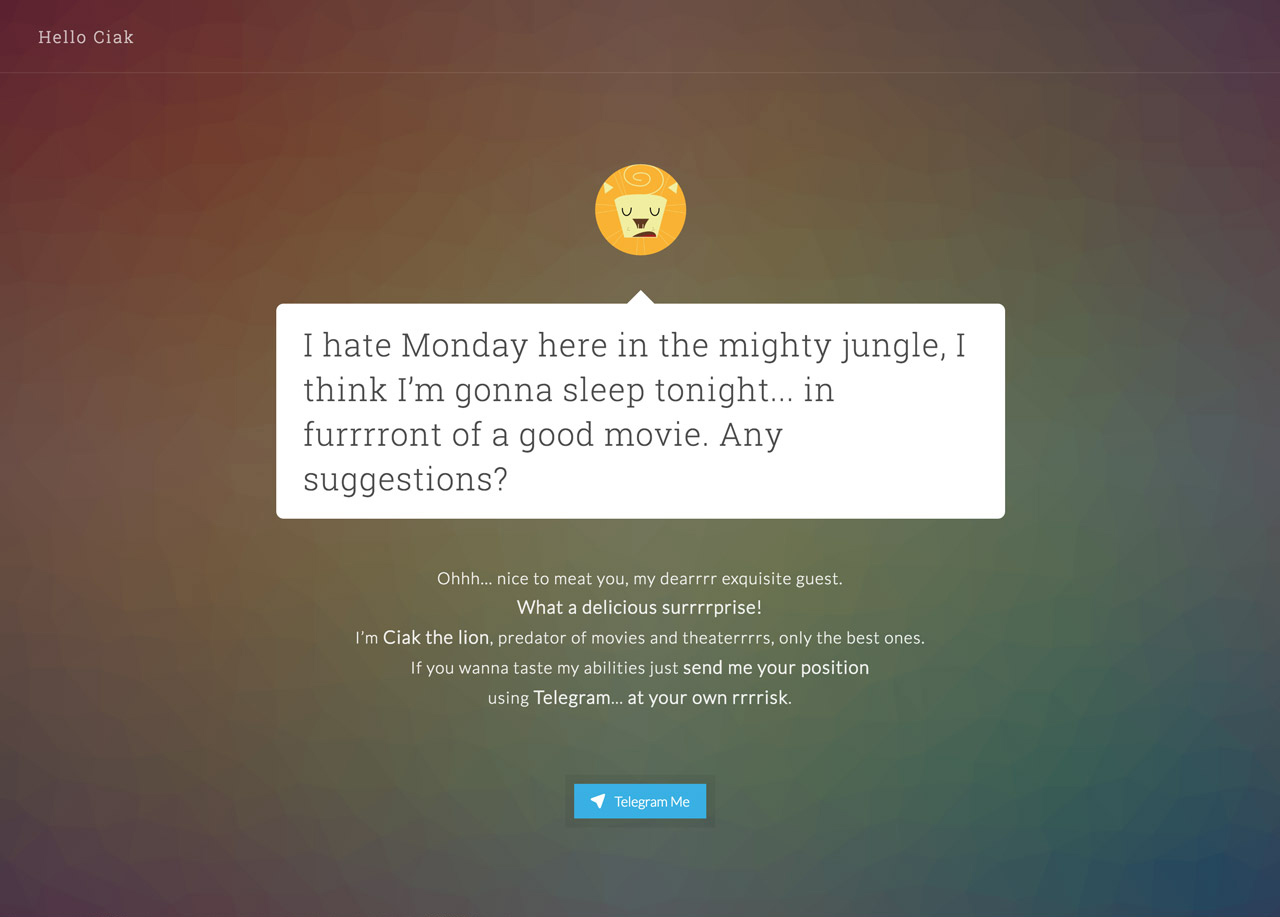 Hello Ciak
I hate Monday here in the mighty jungle, I
think I’m gonna sleep tonight... in
furrrront of a good movie. Any
suggestions?
Ohhh... nice to meat you, my dearrrr exquisite guest.
What a delicious surrrrprise!
I’m Ciak the lion, predator of movies and theaterrrrs, only the best ones.
If you wanna taste my abilities just send me your position
using Telegram... at your own rrrrisk.
Telegram Me